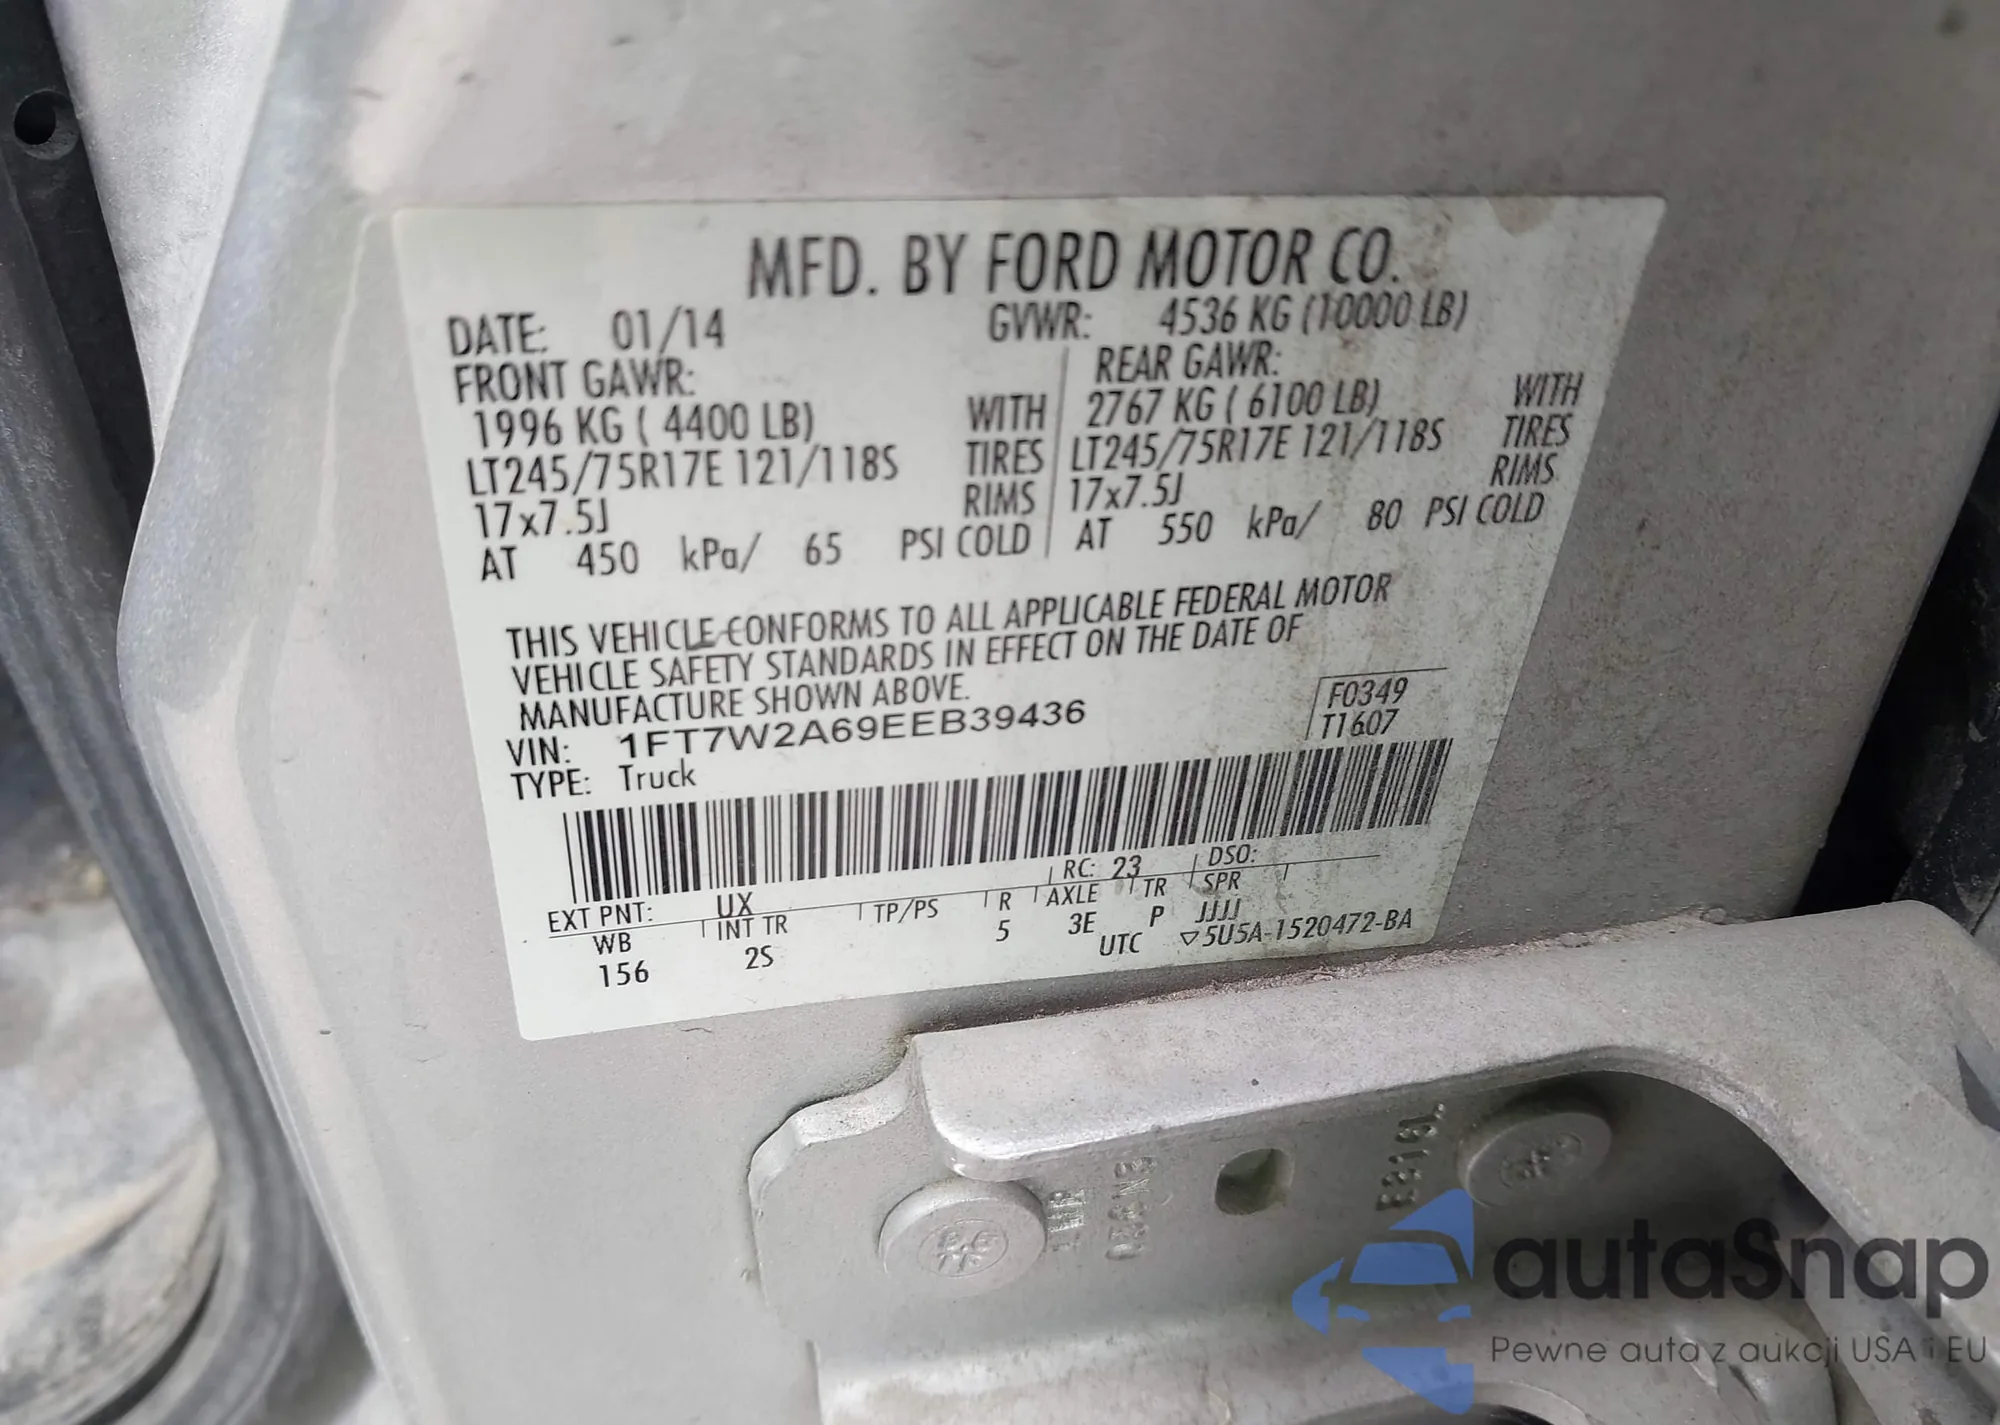 MFD. BY FORD MOTOR CO.
DATE: 01/14 GVWR: 4536 KG (10000 LB)
FRONT GAWR: REAR GAWR:
1996 KG ( 4400 LB) WITH 2767 KG ( 6100 LB) WITH
LT245/75R17E 121/118S TIRES LT245/75R17E 121/118S TIRES
17x7.5J RIMS 17x7.5J RIMS
AT 450 kPa/ 65 PSI COLD AT 550 kPa/ 80 PSI COLD
THIS VEHICLE CONFORMS TO ALL APPLICABLE FEDERAL MOTOR
VEHICLE SAFETY STANDARDS IN EFFECT ON THE DATE OF
MANUFACTURE SHOWN ABOVE.
F0349
VIN: 1FT7W2A69EEB39436
T1607
TYPE: Truck
RC: 23 DSO:
EXT PNT: UX
WB INT TR TP/PS R AXLE TR SPR
156 2S 5 3E P JJJJ
UTC ▽5U5A-1520472-BA
autaSnap
Pewne auta z aukcji USA i EU